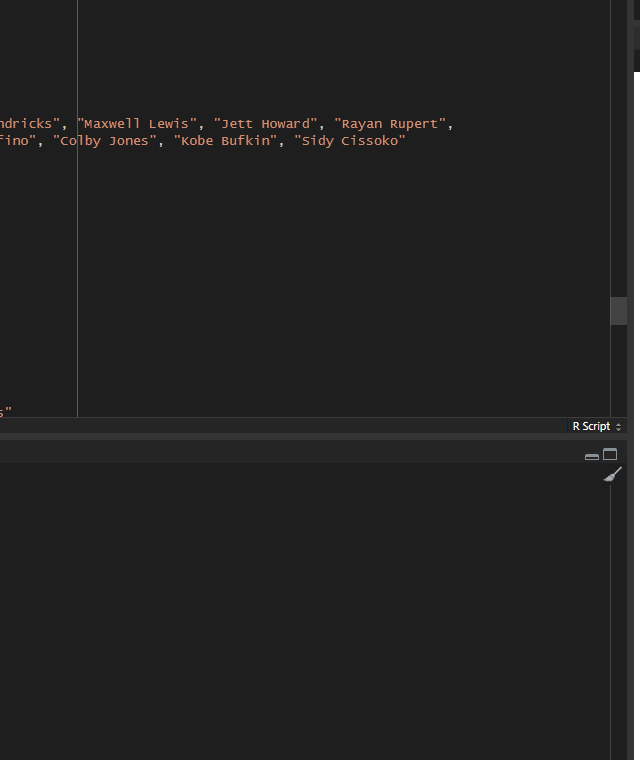 ndricks", "Maxwell Lewis", "Jett Howard", "Rayan Rupert",
fino", "Colby Jones", "Kobe Bufkin", "Sidy Cissoko"
s"
R Script